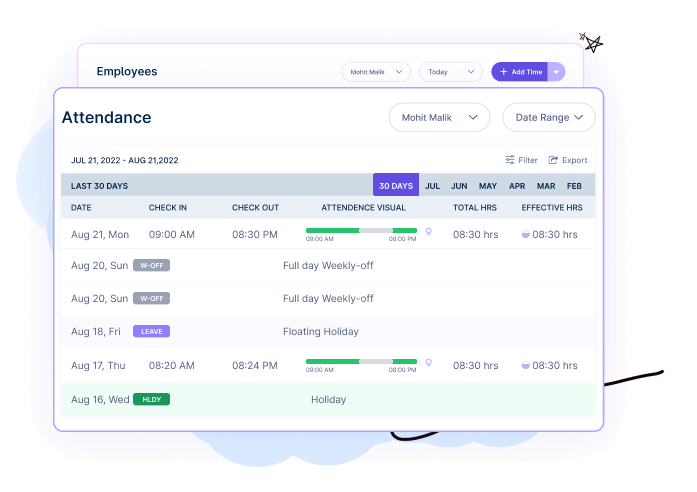 Employees Mohit Malik Today + Add Time
Attendance Mohit Malik Date Range
JUL 21, 2022 - AUG 21,2022 Filter Export
LAST 30 DAYS 30 DAYS JUL JUN MAY APR MAR FEB
DATE CHECK IN CHECK OUT ATTENDENCE VISUAL TOTAL HRS EFFECTIVE HRS
Aug 21, Mon 09:00 AM 08:30 PM 08:30 hrs 08:30 hrs
09:00 AM 08:00 PM
Aug 20, Sun W-OFF Full day Weekly-off
Aug 20, Sun W-OFF Full day Weekly-off
Aug 18, Fri LEAVE Floating Holiday
Aug 17, Thu 08:20 AM 08:24 PM 08:30 hrs 08:30 hrs
09:00 AM 08:00 PM
Aug 16, Wed HLDY Holiday